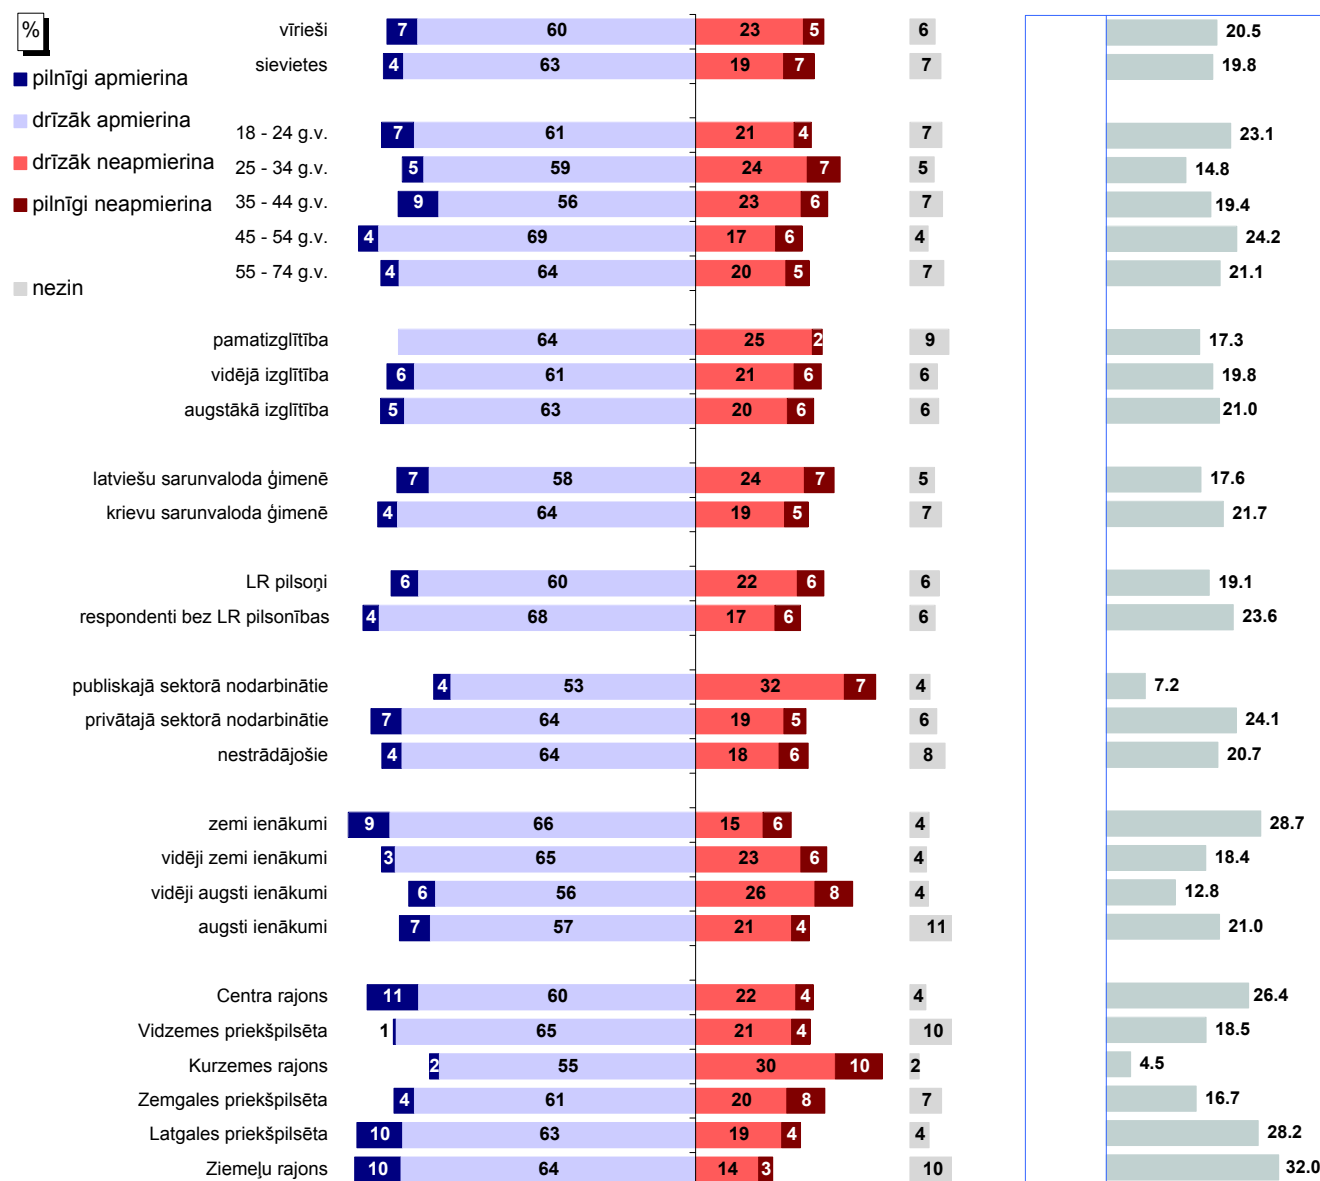 %
pilnīgi apmierina
drīzāk apmierina
drīzāk neapmierina
pilnīgi neapmierina
nezin
vīrieši 7 60 23 5 6 20.5
sievietes 4 63 19 7 7 19.8
18 - 24 g.v. 7 61 21 4 7 23.1
25 - 34 g.v. 5 59 24 7 5 14.8
35 - 44 g.v. 9 56 23 6 7 19.4
45 - 54 g.v. 4 69 17 6 4 24.2
55 - 74 g.v. 4 64 20 5 7 21.1
pamatizglītība 64 25 2 9 17.3
vidējā izglītība 6 61 21 6 6 19.8
augstākā izglītība 5 63 20 6 6 21.0
latviešu sarunvaloda ģimenē 7 58 24 7 5 17.6
krievu sarunvaloda ģimenē 4 64 19 5 7 21.7
LR pilsoņi 6 60 22 6 6 19.1
respondenti bez LR pilsonības 4 68 17 6 6 23.6
publiskajā sektorā nodarbinātie 4 53 32 7 4 7.2
privātajā sektorā nodarbinātie 7 64 19 5 6 24.1
nestrādājošie 4 64 18 6 8 20.7
zemi ienākumi 9 66 15 6 4 28.7
vidēji zemi ienākumi 3 65 23 6 4 18.4
vidēji augsti ienākumi 6 56 26 8 4 12.8
augsti ienākumi 7 57 21 4 11 21.0
Centra rajons 11 60 22 4 4 26.4
Vidzemes priekšpilsēta 1 65 21 4 10 18.5
Kurzemes rajons 2 55 30 10 2 4.5
Zemgales priekšpilsēta 4 61 20 8 7 16.7
Latgales priekšpilsēta 10 63 19 4 4 28.2
Ziemeļu rajons 10 64 14 3 10 32.0